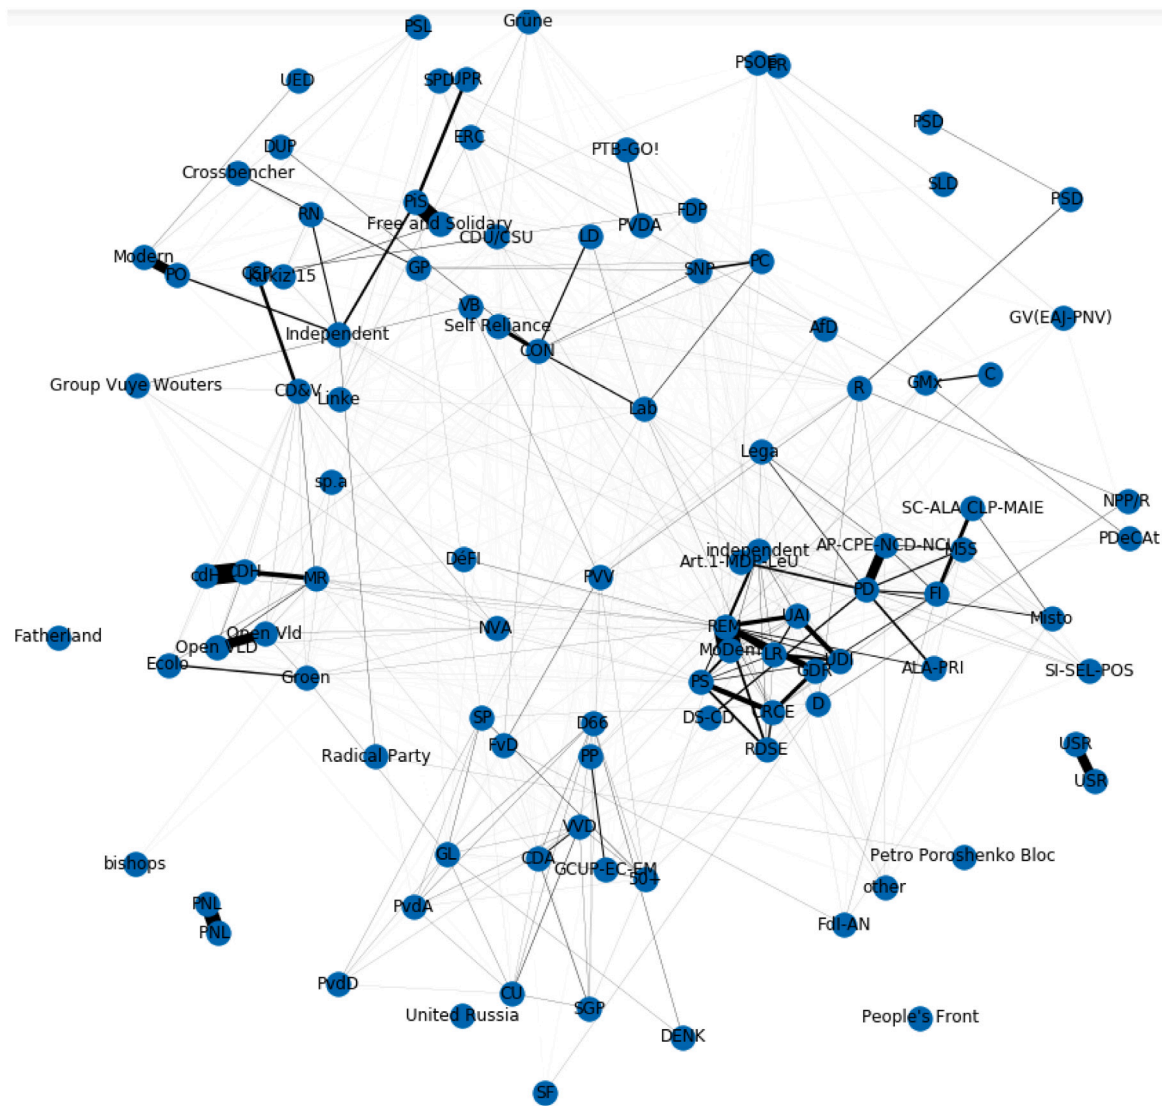 Grüne
PSL
PSOE
PR
UED
SPD
UPR
PSD
ERC
DUP
PTB-GO!
Crossbencher
SLD
PSD
PiS
RN
Free and Solidary
FDP
PVDA
CDU/CSU
LD
Modern
PO
Kukiz'15
GP
SNP
PC
VB
Self Reliance
GV(EAJ-PNV)
AfD
Independent
CON
Group Vuye Wouters
CD&V
Linke
GMx
C
R
Lab
Lega
sp.a
NPP/R
SC-ALA CLP-MAIE
PDeCAt
independent
AP-CPE-NCD-NCI
M5S
Art.1-MDP-LeU
DéFI
cdH
CDH
MR
PVV
PD
FI
Misto
UAI
REM
NVA
Fatherland
Open Vld
Open VLD
MoDem
LR
UDI
Ecolo
Groen
GDR
ALA-PRI
SI-SEL-POS
PS
D
CRCE
DS-CD
SP
D66
FvD
RDSE
USR
Radical Party
PP
USR
VVD
GL
CDA
Petro Poroshenko Bloc
bishops
GCUP-EC-EM
50+
other
PNL
PvdA
FdI-AN
PNL
PvdD
CU
SGP
United Russia
People's Front
DENK
SF